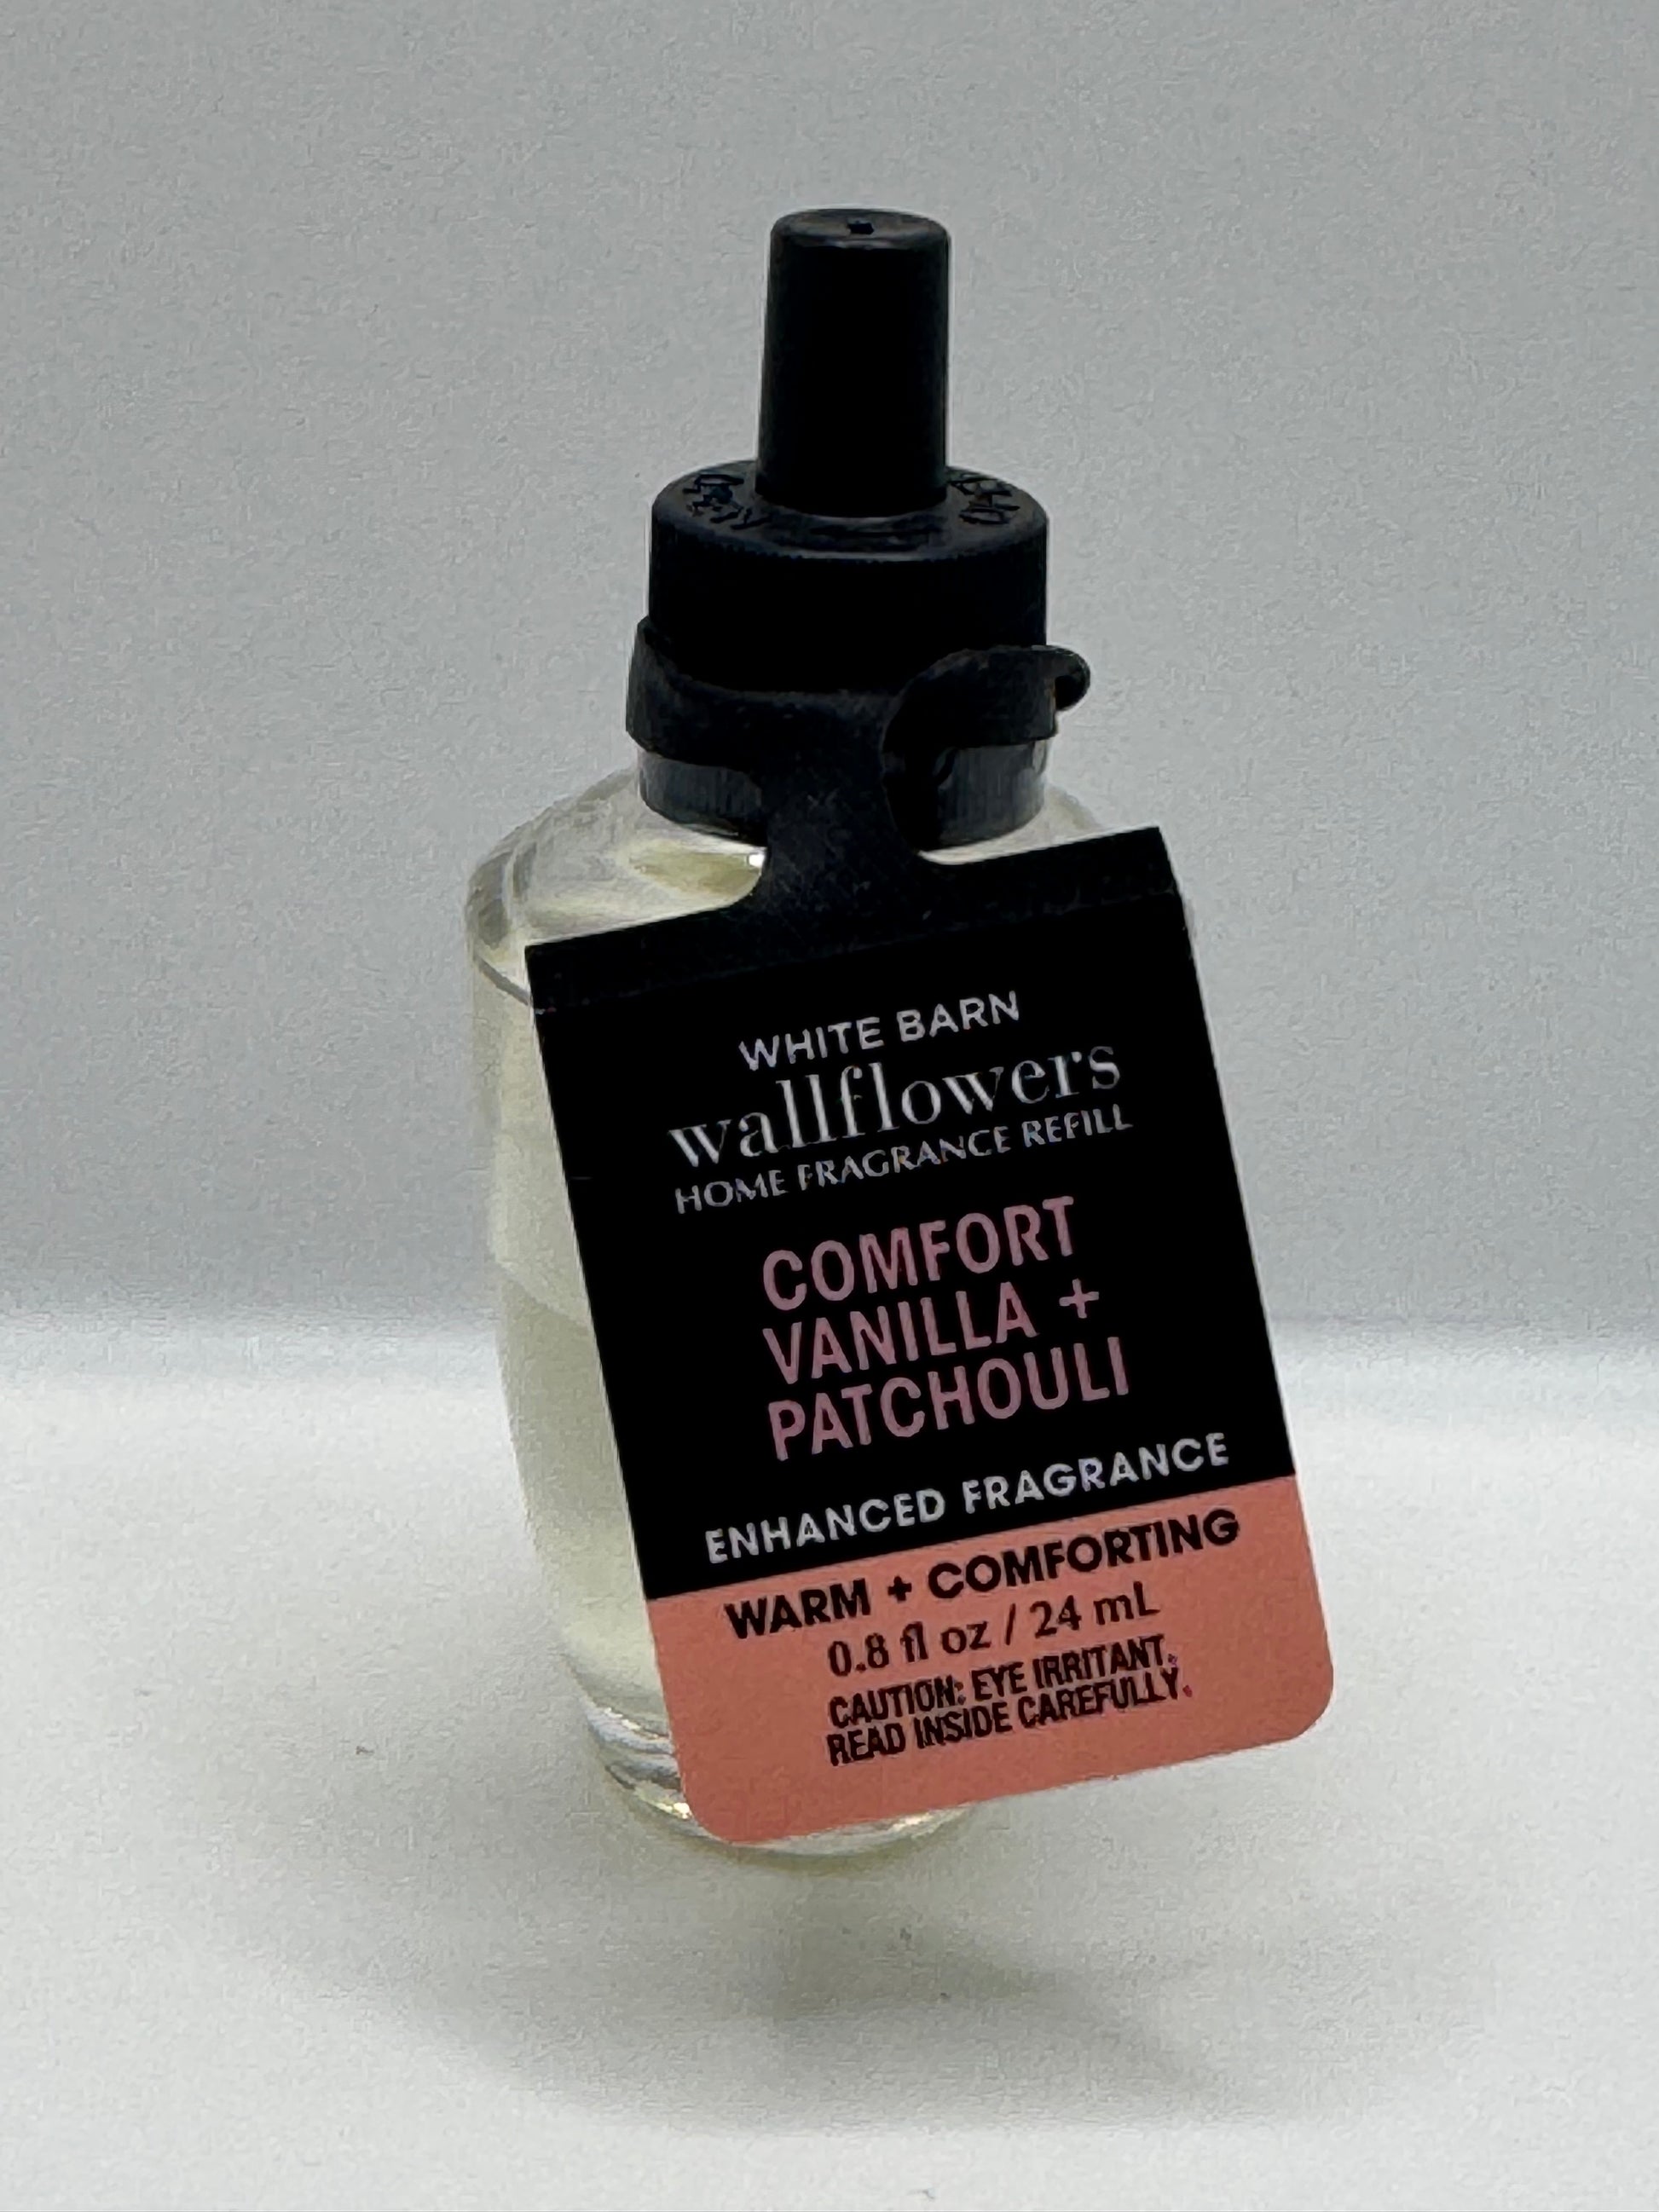 WHITE BARN
wallflowers
HOME FRAGRANCE REFILL
COMFORT
VANILLA +
PATCHOULI
ENHANCED FRAGRANCE
WARM + COMFORTING
0.8 fl oz / 24 mL
CAUTION: EYE IRRITANT.
READ INSIDE CAREFULLY.